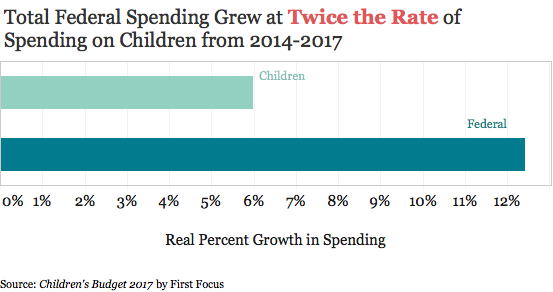 Total Federal Spending Grew at Twice the Rate of
Spending on Children from 2014-2017
Children
Federal
0% 1% 2% 3% 4% 5% 6% 7% 8% 9% 10% 11% 12%
Real Percent Growth in Spending
Source: Children's Budget 2017 by First Focus